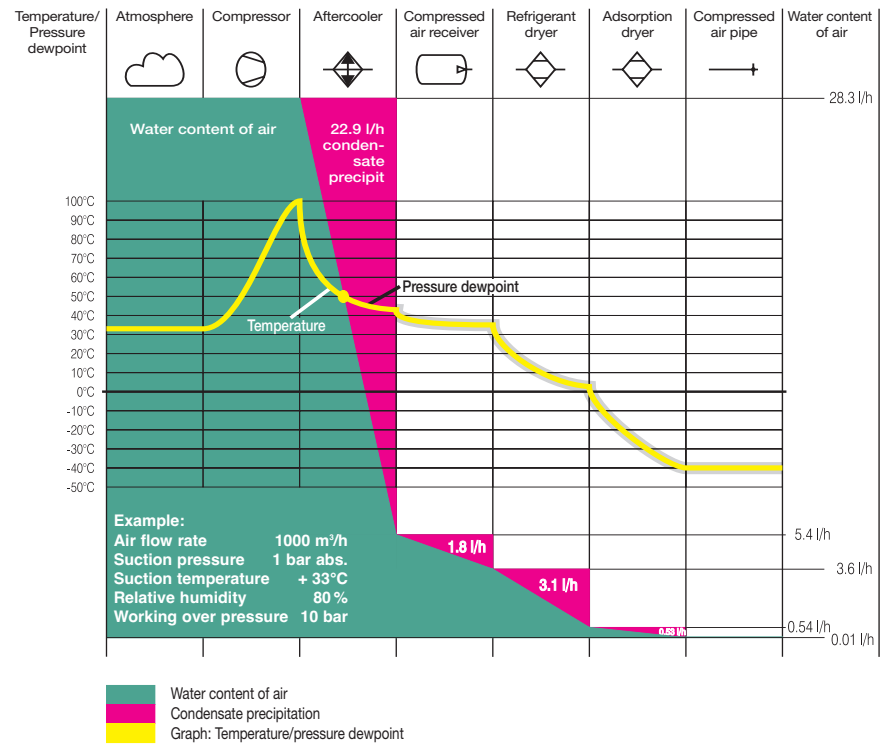 Temperature/
Pressure
dewpoint
Atmosphere
Compressor
Aftercooler
Compressed
air receiver
Refrigerant
dryer
Adsorption
dryer
Compressed
air pipe
Water content
of air
28.3 l/h
Water content of air
22.9 l/h
conden-
sate
precipit
100°C
90°C
80°C
70°C
60°C
50°C
40°C
30°C
20°C
10°C
0°C
-10°C
-20°C
-30°C
-40°C
-50°C
Pressure dewpoint
Temperature
Example:
Air flow rate 1000 m³/h
Suction pressure 1 bar abs.
Suction temperature + 33°C
Relative humidity 80 %
Working over pressure 10 bar
1.8 l/h
3.1 l/h
0.53 l/h
5.4 l/h
3.6 l/h
0.54 l/h
0.01 l/h
Water content of air
Condensate precipitation
Graph: Temperature/pressure dewpoint